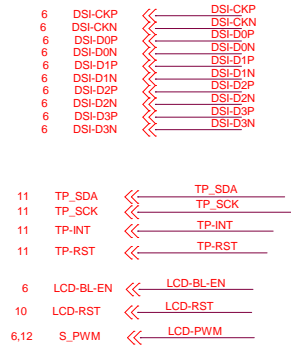 6 DSI-CKP DSI-CKP
6 DSI-CKN DSI-CKN
6 DSI-D0P DSI-D0P
6 DSI-D0N DSI-D0N
6 DSI-D1P DSI-D1P
6 DSI-D1N DSI-D1N
6 DSI-D2P DSI-D2P
6 DSI-D2N DSI-D2N
6 DSI-D3P DSI-D3P
6 DSI-D3N DSI-D3N
11 TP_SDA TP_SDA
11 TP_SCK TP_SCK
11 TP-INT TP-INT
11 TP-RST TP-RST
6 LCD-BL-EN LCD-BL-EN
10 LCD-RST LCD-RST
6,12 S_PWM LCD-PWM